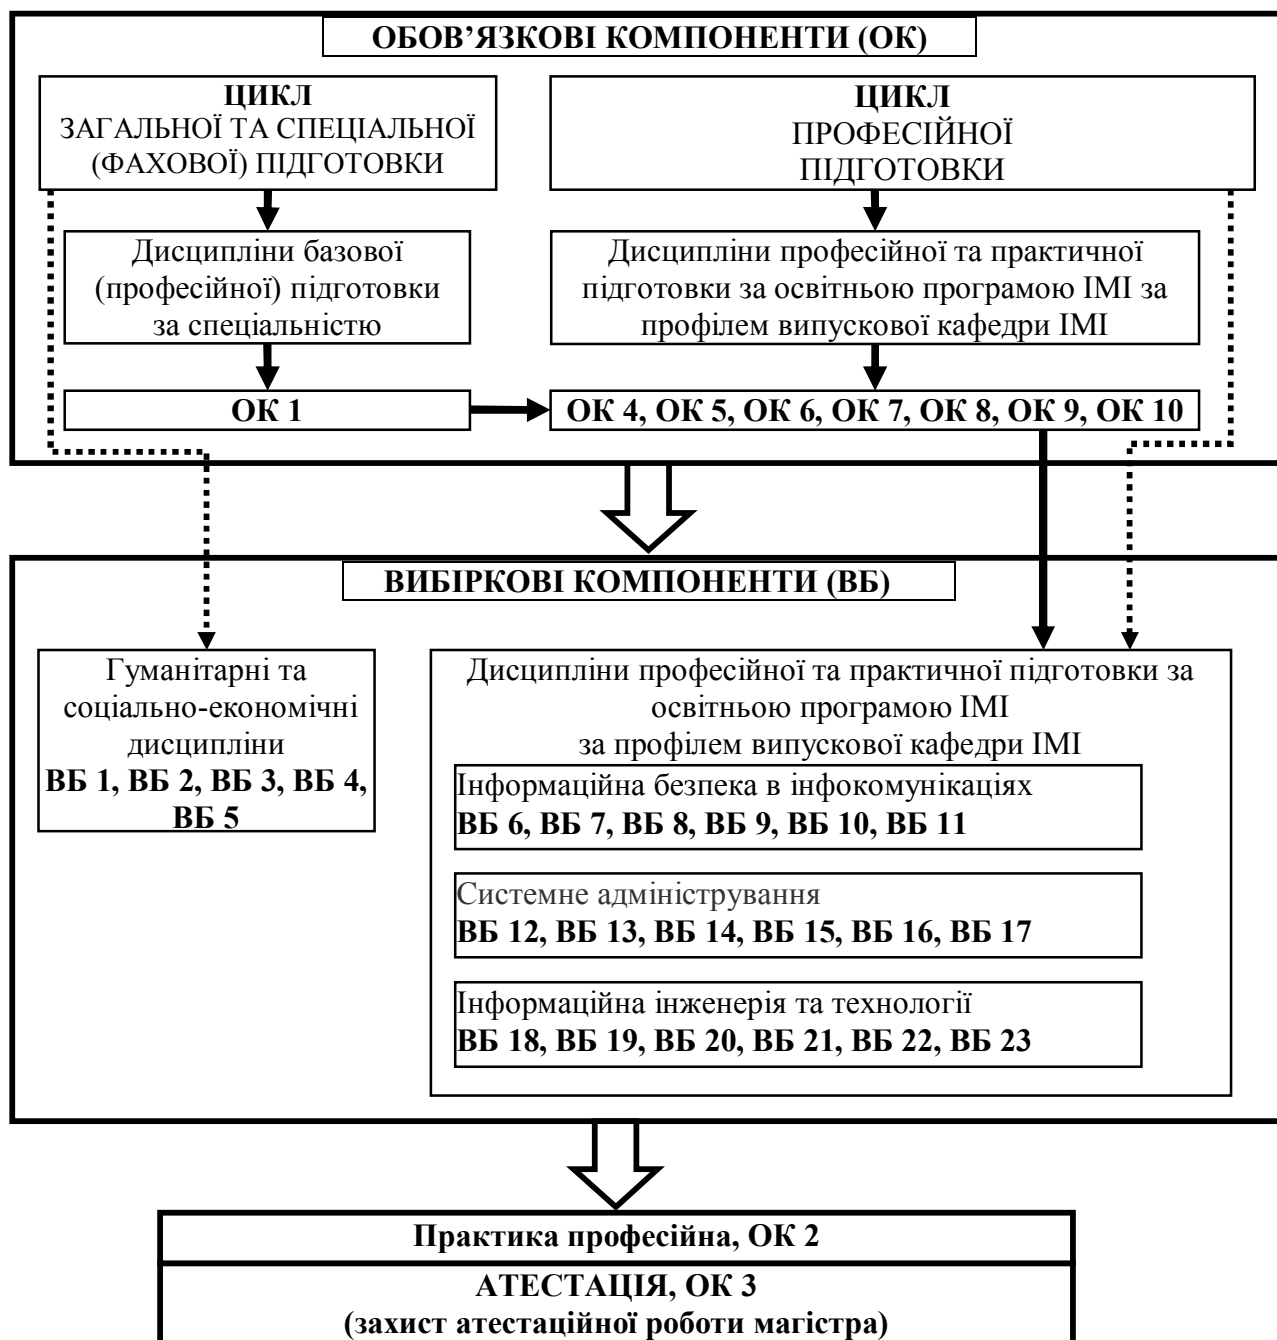 ОБОВ’ЯЗКОВІ КОМПОНЕНТИ (ОК)
ЦИКЛ
ЗАГАЛЬНОЇ ТА СПЕЦІАЛЬНОЇ
(ФАХОВОЇ) ПІДГОТОВКИ
ЦИКЛ
ПРОФЕСІЙНОЇ
ПІДГОТОВКИ
Дисципліни базової
(професійної) підготовки
за спеціальністю
Дисципліни професійної та практичної
підготовки за освітньою програмою ІМІ за
профілем випускової кафедри ІМІ
ОК 1
ОК 4, ОК 5, ОК 6, ОК 7, ОК 8, ОК 9, ОК 10
ВИБІРКОВІ КОМПОНЕНТИ (ВБ)
Гуманітарні та
соціально-економічні
дисципліни
ВБ 1, ВБ 2, ВБ 3, ВБ 4,
ВБ 5
Дисципліни професійної та практичної підготовки за
освітньою програмою ІМІ
за профілем випускової кафедри ІМІ
Інформаційна безпека в інфокомунікаціях
ВБ 6, ВБ 7, ВБ 8, ВБ 9, ВБ 10, ВБ 11
Системне адміністрування
ВБ 12, ВБ 13, ВБ 14, ВБ 15, ВБ 16, ВБ 17
Інформаційна інженерія та технології
ВБ 18, ВБ 19, ВБ 20, ВБ 21, ВБ 22, ВБ 23
Практика професійна, ОК 2
АТЕСТАЦІЯ, ОК 3
(захист атестаційної роботи магістра)